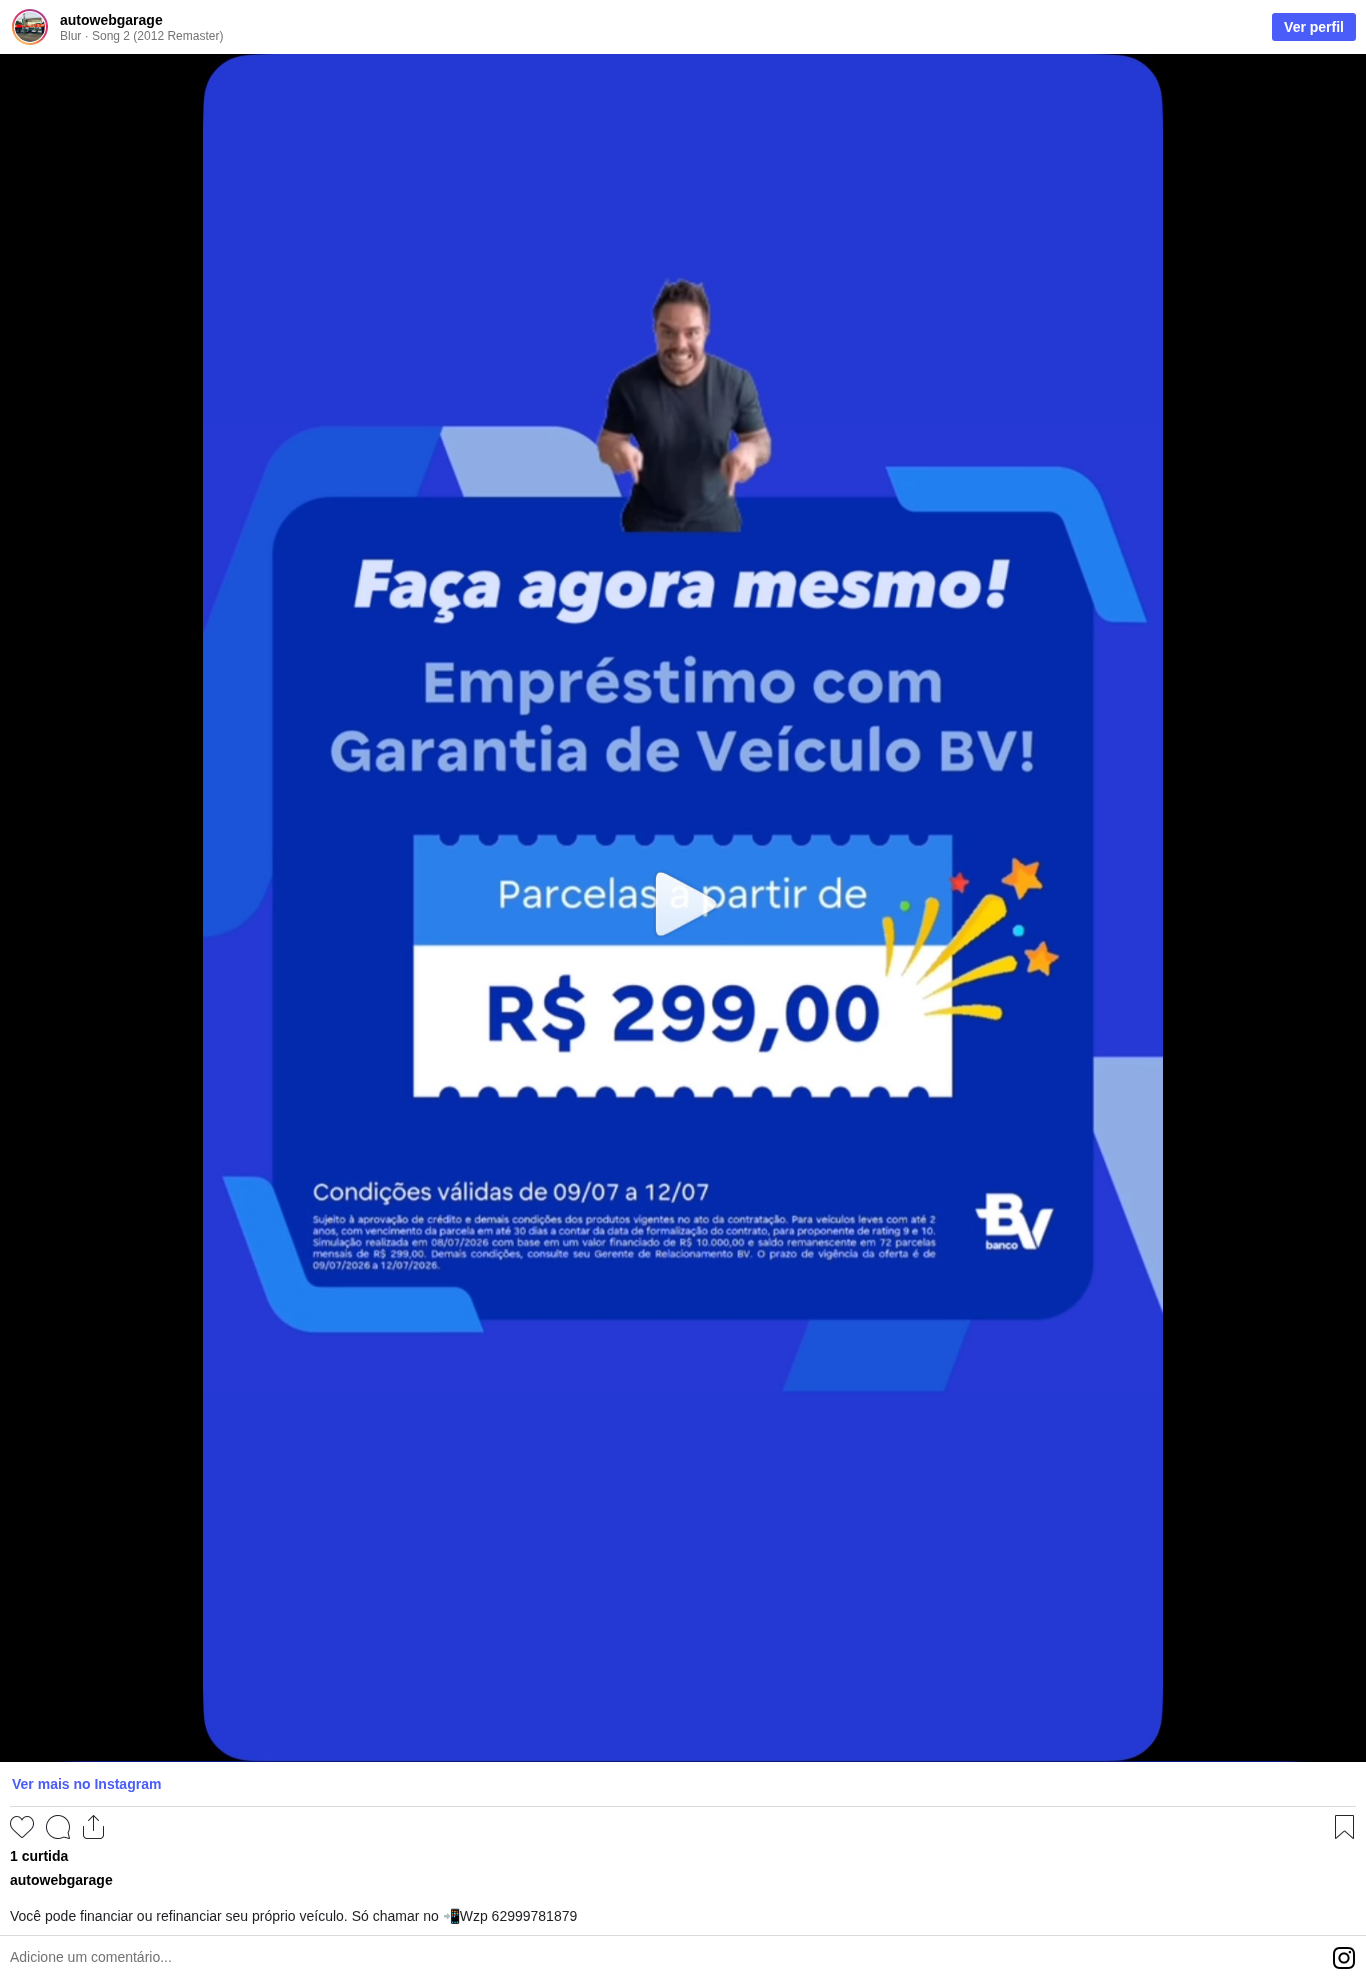 autowebgarage
Blur · Song 2 (2012 Remaster)
Ver perfil
Faça agora mesmo!
Empréstimo com
Garantia de Veículo BV!
Parcelas a partir de
R$ 299,00
Condições válidas de 09/07 a 12/07
Sujeito à aprovação de crédito e demais condições dos produtos vigentes no ato da contratação. Para veículos leves com até 2
anos, com vencimento da parcela em até 30 dias a contar da data de formalização do contrato, para proponente de rating 9 e 10.
Simulação realizada em 08/07/2026 com base em um valor financiado de R$ 10.000,00 e saldo remanescente em 72 parcelas
mensais de R$ 299,00. Demais condições, consulte seu Gerente de Relacionamento BV. O prazo de vigência da oferta é de
09/07/2026 a 12/07/2026.
BV
banco
Ver mais no Instagram
1 curtida
autowebgarage
Você pode financiar ou refinanciar seu próprio veículo. Só chamar no 📲Wzp 62999781879
Adicione um comentário...